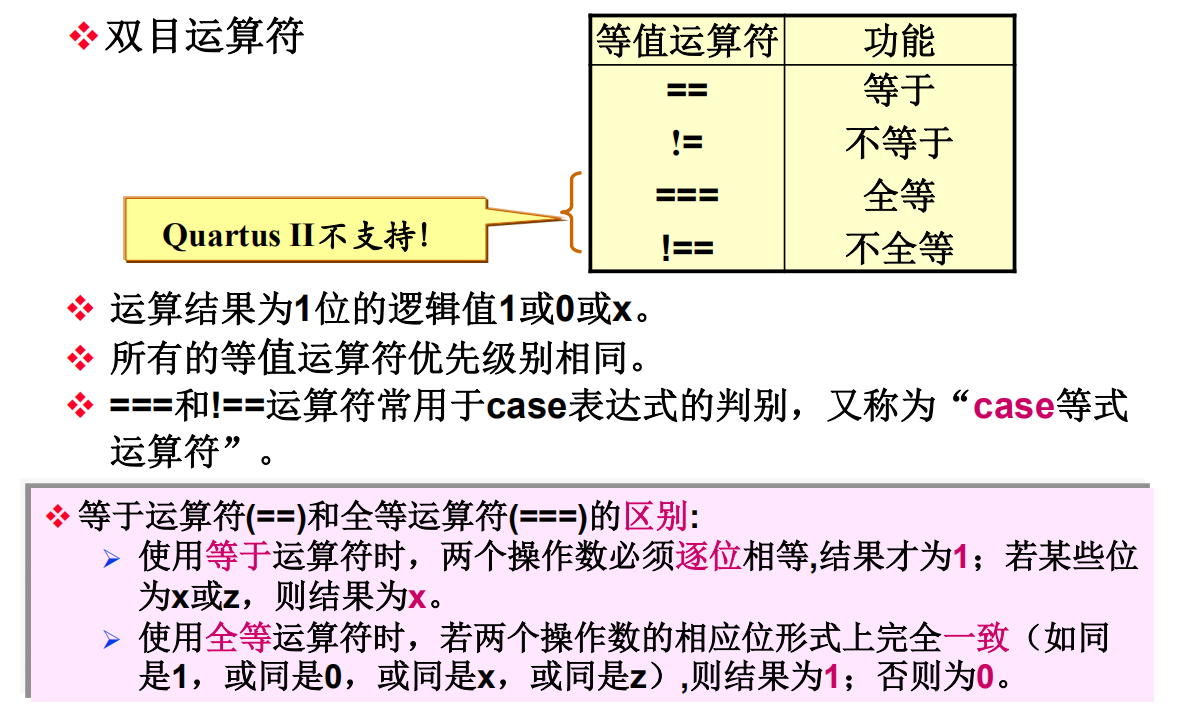 ❖双目运算符
等值运算符 功能
== 等于
!= 不等于
=== 全等
!== 不全等
Quartus II不支持!
❖ 运算结果为1位的逻辑值1或0或x。
❖ 所有的等值运算符优先级别相同。
❖ ===和!==运算符常用于case表达式的判别，又称为“case等式
运算符”。
❖ 等于运算符(==)和全等运算符(===)的区别:
➢ 使用等于运算符时，两个操作数必须逐位相等,结果才为1；若某些位
为x或z，则结果为x。
➢ 使用全等运算符时，若两个操作数的相应位形式上完全一致（如同
是1，或同是0，或同是x，或同是z）,则结果为1；否则为0。